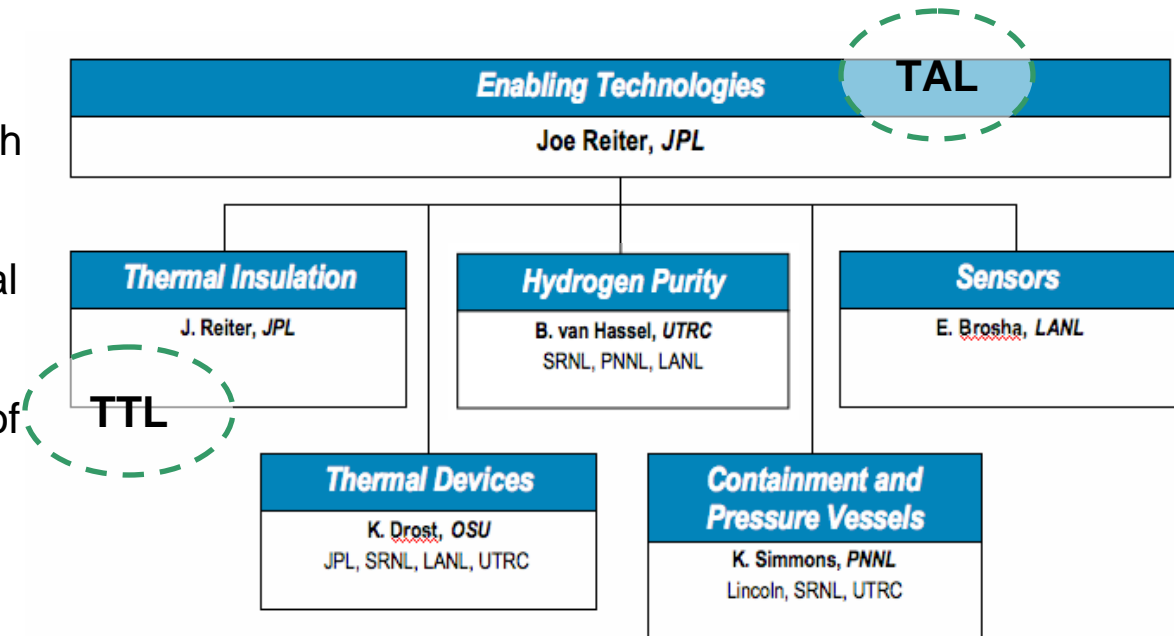 TAL
Enabling Technologies
Joe Reiter, JPL
h
al
of
Thermal Insulation
J. Reiter, JPL
TTL
Hydrogen Purity
B. van Hassel, UTRC
SRNL, PNNL, LANL
Sensors
E. Brosha, LANL
Thermal Devices
K. Drost, OSU
JPL, SRNL, LANL, UTRC
Containment and
Pressure Vessels
K. Simmons, PNNL
Lincoln, SRNL, UTRC